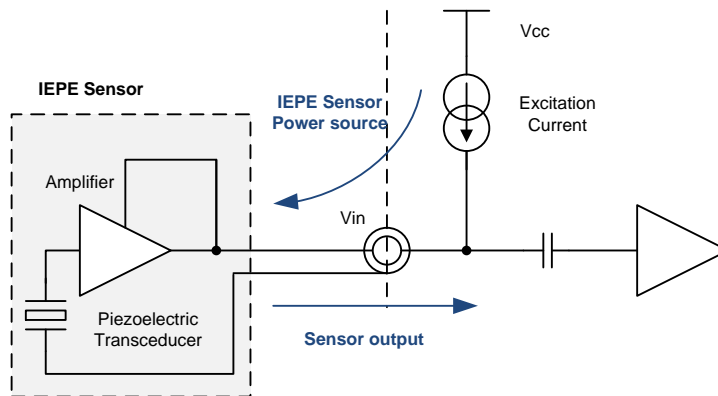 Vcc
IEPE Sensor
IEPE Sensor
Power source
Excitation
Current
Amplifier
Vin
Piezoelectric
Transceducer
Sensor output